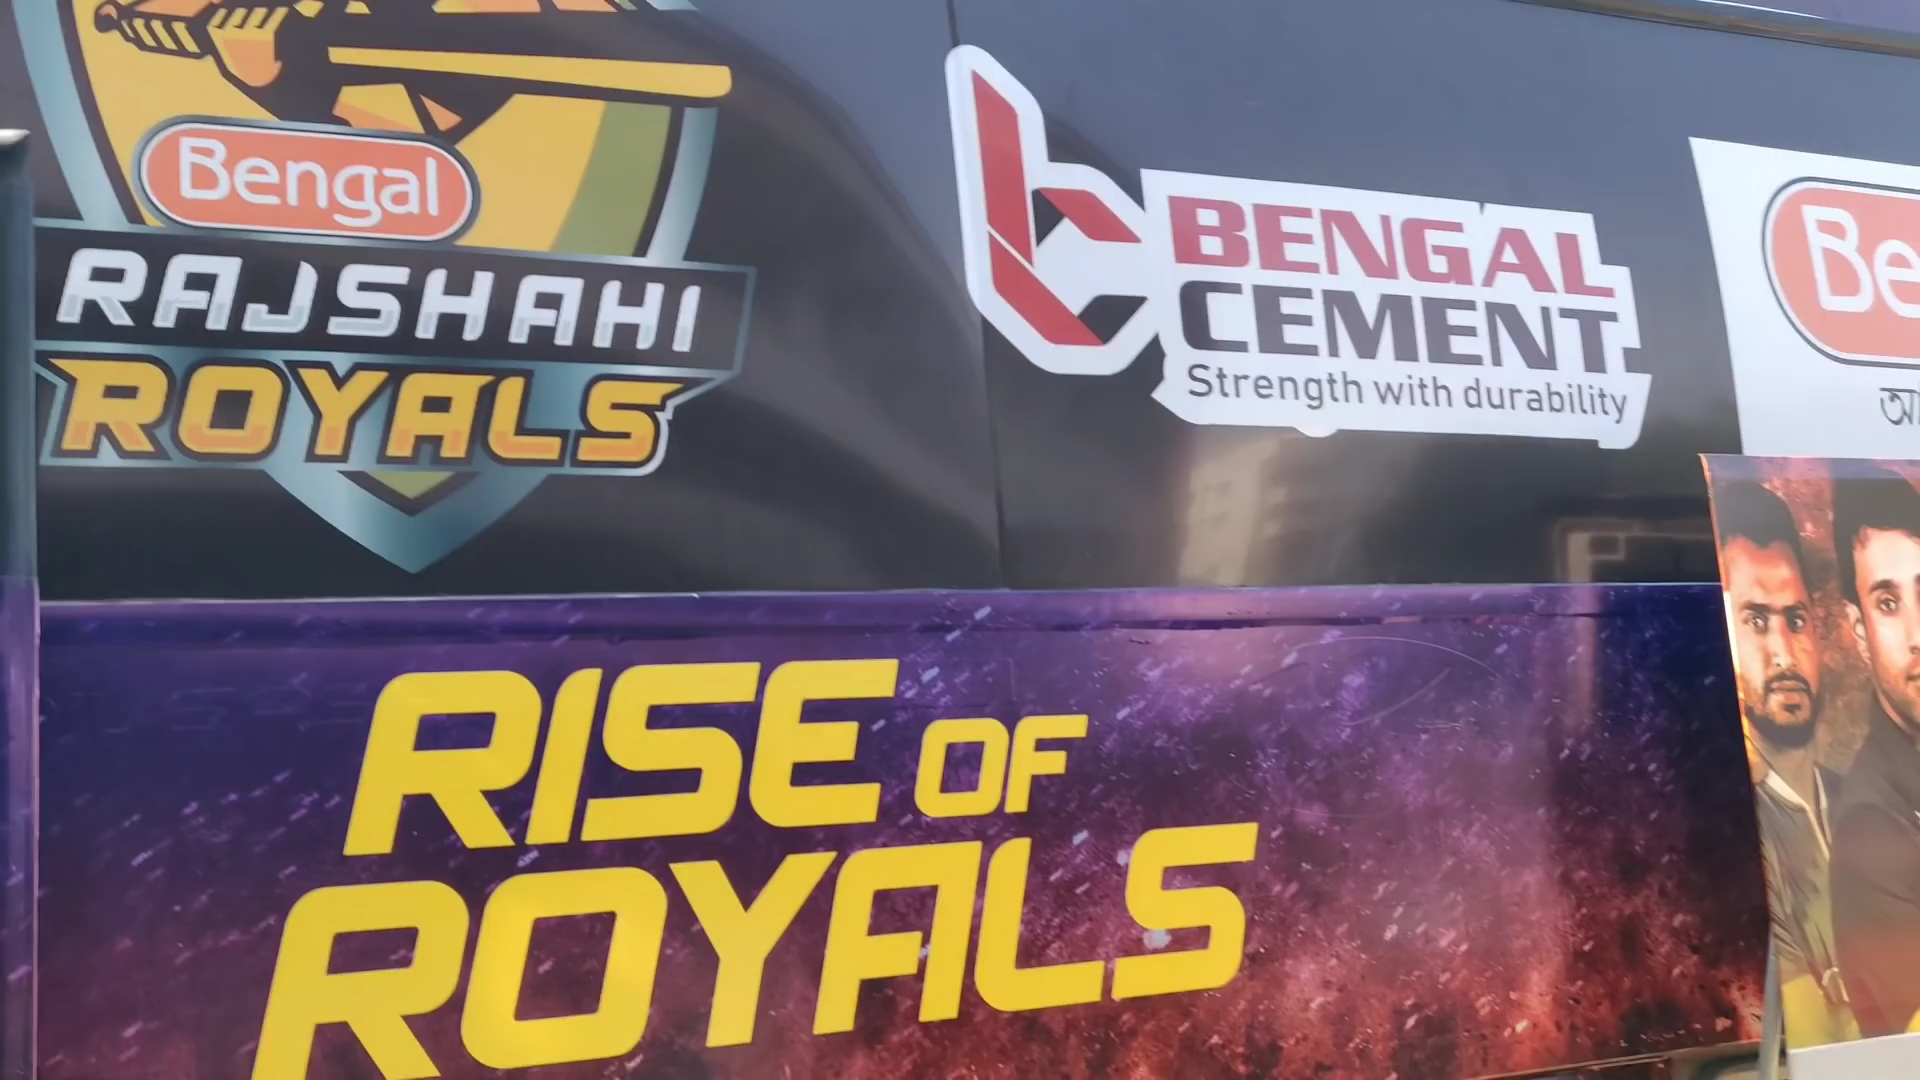 Bengal
RAJSHAHI
ROYALS
BENGAL
CEMENT
Strength with durability
RISE OF
ROYALS